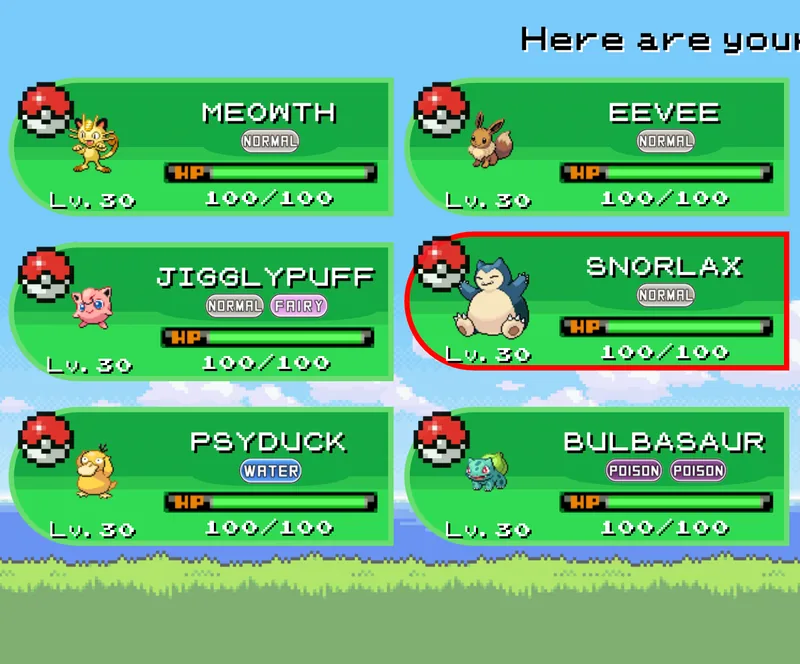 Here are your
MEOWTH
NORMAL
HP
Lv. 30 100/100
EEVEE
NORMAL
HP
Lv. 30 100/100
JIGGLYPUFF
NORMAL FAIRY
HP
Lv. 30 100/100
SNORLAX
NORMAL
HP
Lv. 30 100/100
PSYDUCK
WATER
HP
Lv. 30 100/100
BULBASAUR
POISON POISON
HP
Lv. 30 100/100